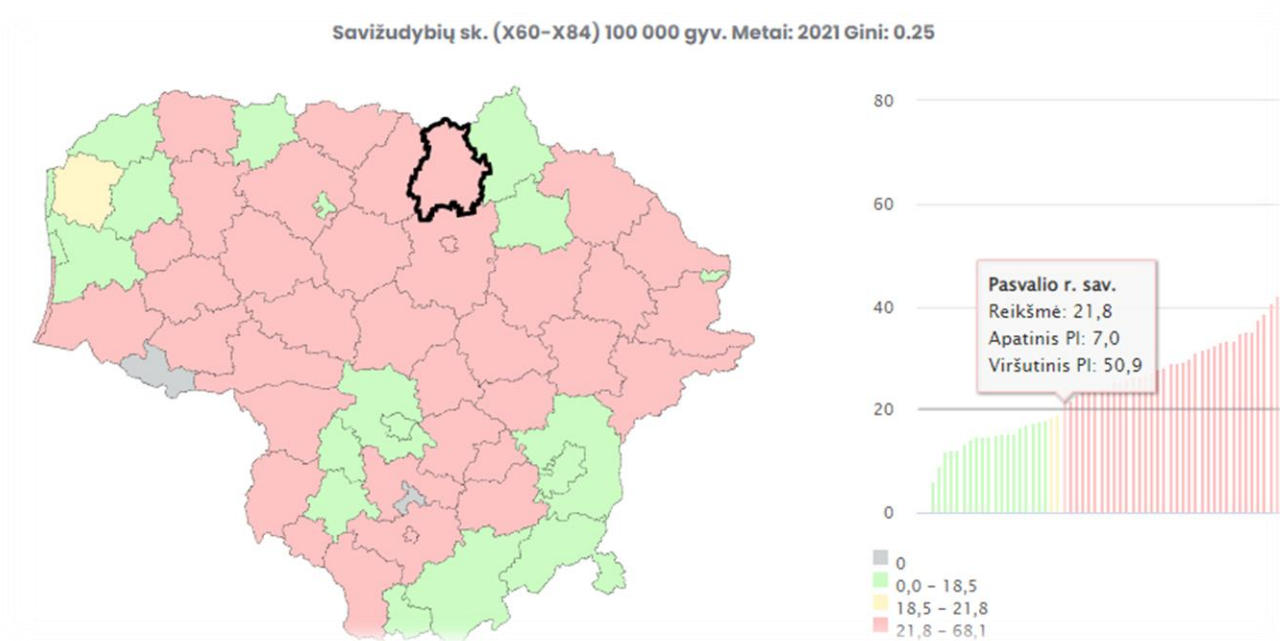 Savižudybių sk. (X60-X84) 100 000 gyv. Metai: 2021 Gini: 0.25
80
60
40
20
0
Pasvalio r. sav.
Reikšmė: 21,8
Apatinis PI: 7,0
Viršutinis PI: 50,9
0
0,0 - 18,5
18,5 - 21,8
21,8 - 68,1